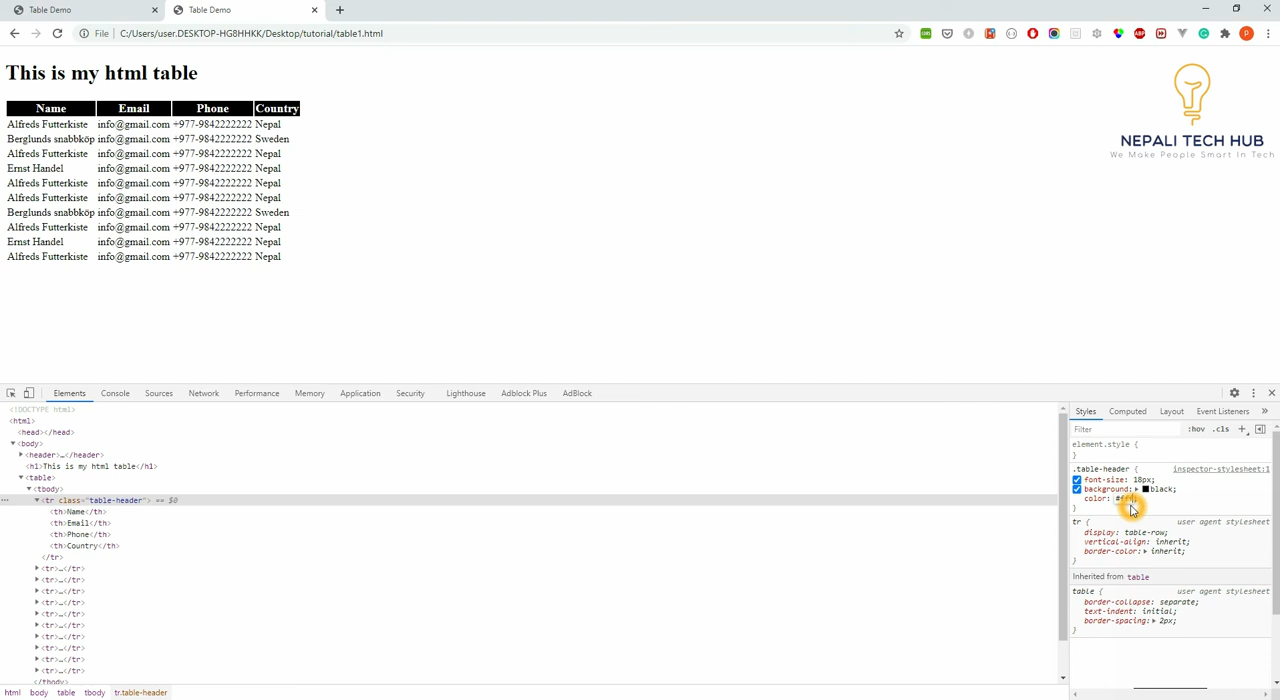 Table Demo
Table Demo
File C:/Users/user.DESKTOP-HG8HHKK/Desktop/tutorial/table1.html
This is my html table
NEPALI TECH HUB
We Make People Smart In Tech
Name Email Phone Country
Alfreds Futterkiste info@gmail.com +977-9842222222 Nepal
Berglunds snabbköp info@gmail.com +977-9842222222 Sweden
Alfreds Futterkiste info@gmail.com +977-9842222222 Nepal
Ernst Handel info@gmail.com +977-9842222222 Nepal
Alfreds Futterkiste info@gmail.com +977-9842222222 Nepal
Alfreds Futterkiste info@gmail.com +977-9842222222 Nepal
Berglunds snabbköp info@gmail.com +977-9842222222 Sweden
Alfreds Futterkiste info@gmail.com +977-9842222222 Nepal
Ernst Handel info@gmail.com +977-9842222222 Nepal
Alfreds Futterkiste info@gmail.com +977-9842222222 Nepal
Elements Console Sources Network Performance Memory Application Security Lighthouse Adblock Plus AdBlock
<!DOCTYPE html>
<html>
<head></head>
<body>
<header>…</header>
<h1>This is my html table</h1>
<table>
<tbody>
<tr class="table-header"> == $0
<th>Name</th>
<th>Email</th>
<th>Phone</th>
<th>Country</th>
</tr>
<tr>…</tr>
<tr>…</tr>
<tr>…</tr>
<tr>…</tr>
<tr>…</tr>
<tr>…</tr>
<tr>…</tr>
<tr>…</tr>
<tr>…</tr>
<tr>…</tr>
</tbody>
html body table tbody tr.table-header
Styles Computed Layout Event Listeners
Filter :hov .cls
element.style {
}
.table-header { inspector-stylesheet:1
font-size: 18px;
background: black;
color:
}
tr { user agent stylesheet
display: table-row;
vertical-align: inherit;
border-color: inherit;
}
Inherited from table
table { user agent stylesheet
border-collapse: separate;
text-indent: initial;
border-spacing: 2px;
}